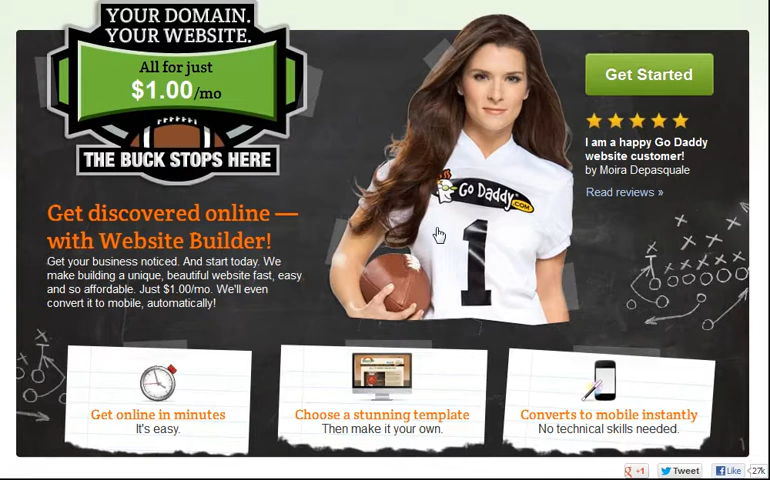 YOUR DOMAIN.
YOUR WEBSITE.
All for just
$1.00/mo
THE BUCK STOPS HERE
Get discovered online —
with Website Builder!
Get your business noticed. And start today. We
make building a unique, beautiful website fast, easy
and so affordable. Just $1.00/mo. We'll even
convert it to mobile, automatically!
Go Daddy
.COM
1
Get Started
I am a happy Go Daddy
website customer!
by Moira Depasquale
Read reviews »
Get online in minutes
It's easy.
Choose a stunning template
Then make it your own.
Converts to mobile instantly
No technical skills needed.
g +1
Tweet
Like
27k